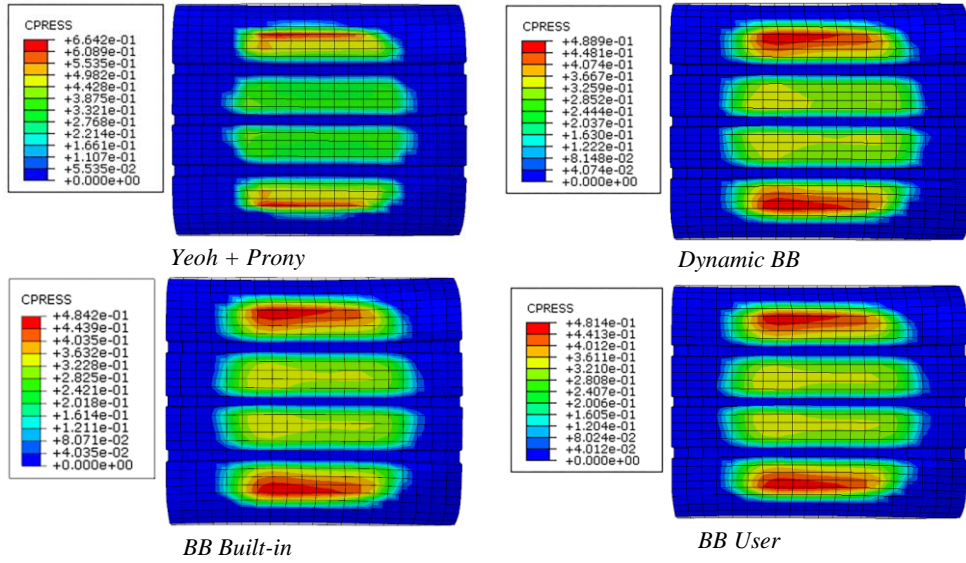 CPRESS
+6.642e-01
+6.089e-01
+5.535e-01
+4.982e-01
+4.428e-01
+3.875e-01
+3.321e-01
+2.768e-01
+2.214e-01
+1.661e-01
+1.107e-01
+5.535e-02
+0.000e+00
Yeoh + Prony
CPRESS
+4.889e-01
+4.481e-01
+4.074e-01
+3.667e-01
+3.259e-01
+2.852e-01
+2.444e-01
+2.037e-01
+1.630e-01
+1.222e-01
+8.148e-02
+4.074e-02
+0.000e+00
Dynamic BB
CPRESS
+4.842e-01
+4.439e-01
+4.035e-01
+3.632e-01
+3.228e-01
+2.825e-01
+2.421e-01
+2.018e-01
+1.614e-01
+1.211e-01
+8.071e-02
+4.035e-02
+0.000e+00
BB Built-in
CPRESS
+4.814e-01
+4.413e-01
+4.012e-01
+3.611e-01
+3.210e-01
+2.808e-01
+2.407e-01
+2.006e-01
+1.605e-01
+1.204e-01
+8.024e-02
+4.012e-02
+0.000e+00
BB User